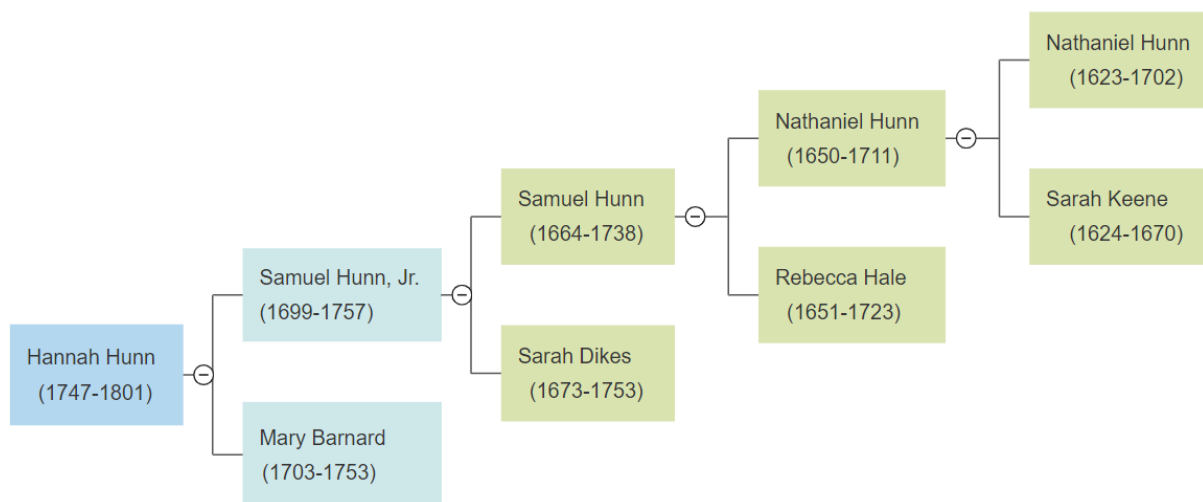 Nathaniel Hunn
(1623-1702)
Nathaniel Hunn
(1650-1711)
Samuel Hunn
(1664-1738)
Sarah Keene
(1624-1670)
Samuel Hunn, Jr.
(1699-1757)
Rebecca Hale
(1651-1723)
Hannah Hunn
(1747-1801)
Sarah Dikes
(1673-1753)
Mary Barnard
(1703-1753)